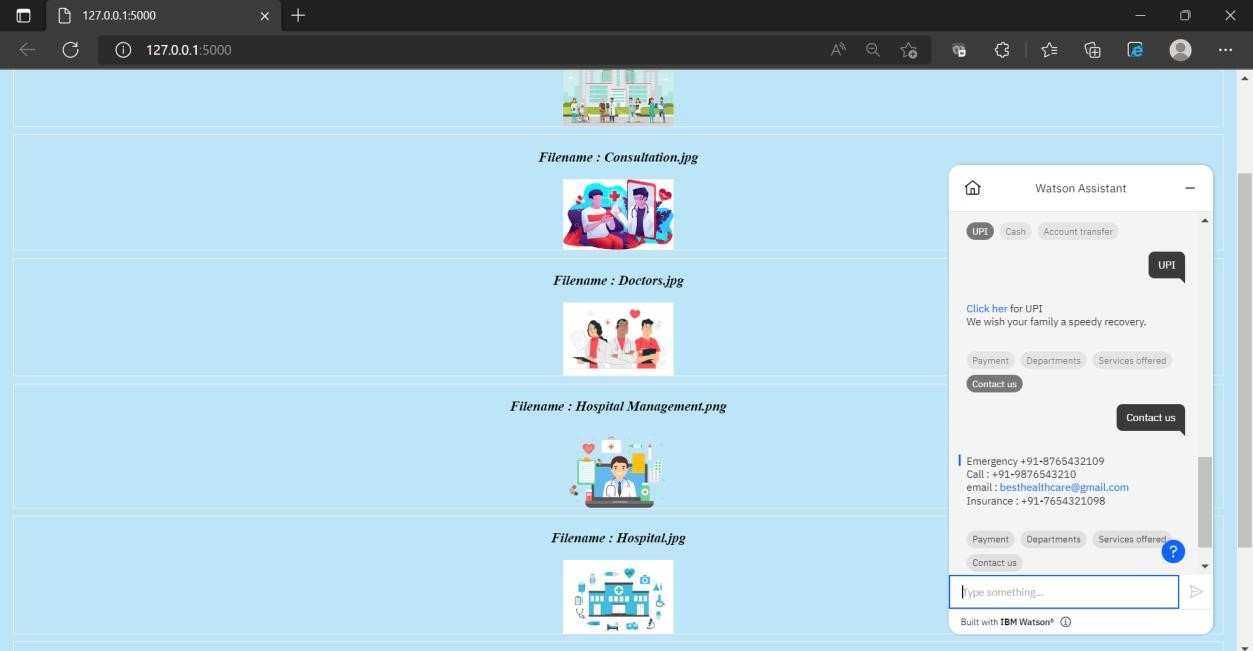 127.0.0.1:5000
127.0.0.1:5000
Filename : Consultation.jpg
Filename : Doctors.jpg
Filename : Hospital Management.png
Filename : Hospital.jpg
Watson Assistant
UPI Cash Account transfer
UPI
Click her for UPI
We wish your family a speedy recovery.
Payment Departments Services offered
Contact us
Contact us
Emergency +91-8765432109
Call : +91-9876543210
email : besthealthcare@gmail.com
Insurance : +91-7654321098
Payment Departments Services offered
?
Contact us
Type something...
Built with IBM Watson®